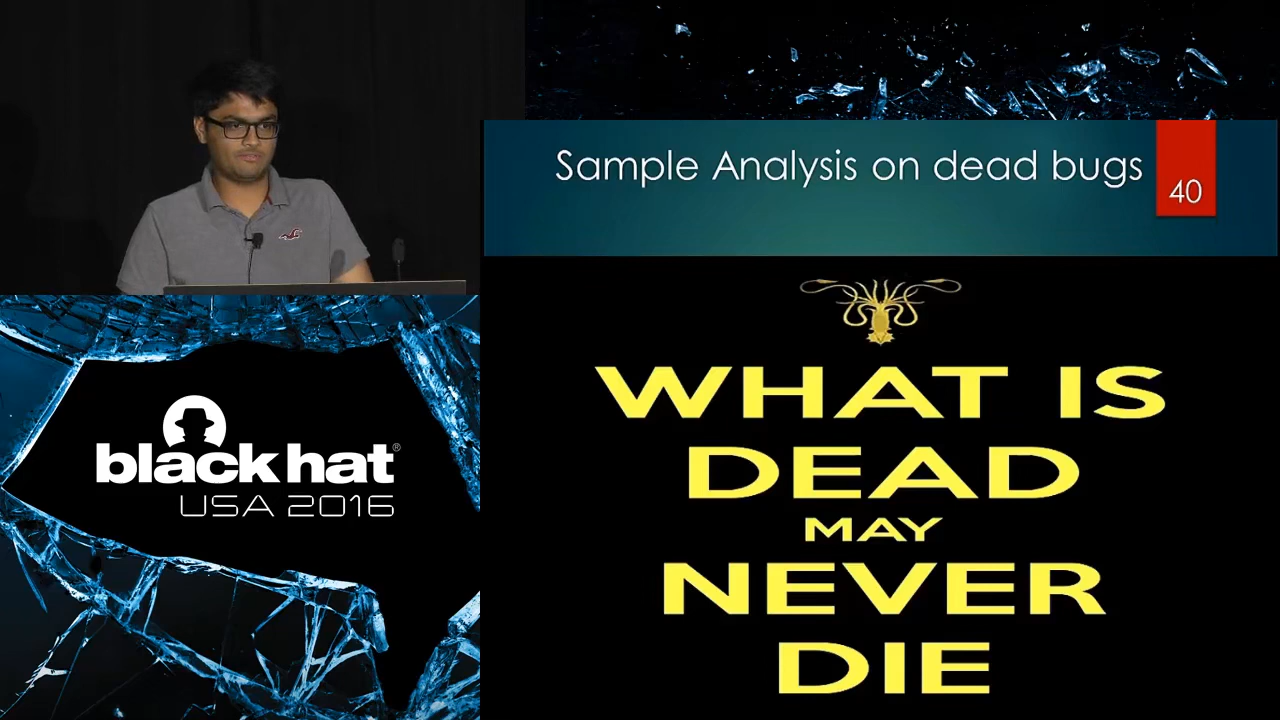 Sample Analysis on dead bugs
40
WHAT IS
DEAD
MAY
NEVER
DIE
black hat®
USA 2016